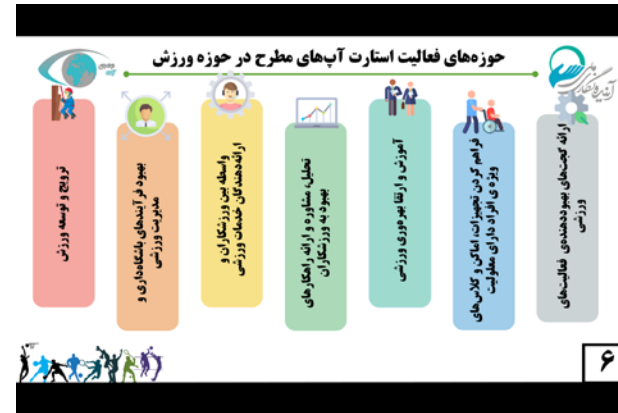 حوزه‌های فعالیت استارت آپ‌های مطرح در حوزه ورزش
ارائه گجت‌های بهبوددهنده‌ی فعالیت‌های
ورزشی
فراهم کردن تجهیزات، اماکن و کلاس‌های
ویژه ی افراد دارای معلولیت
آموزش و ارتقا بهره‌وری ورزشی
تحلیل، مشاوره و ارائه راهکارهای
بهبود به ورزشکاران
واسطه بین ورزشکاران و
ارائه‌دهندگان خدمات ورزشی
بهبود فرآیندهای باشگاه‌داری و
مدیریت ورزشی
ترویج و توسعه ورزش
۶